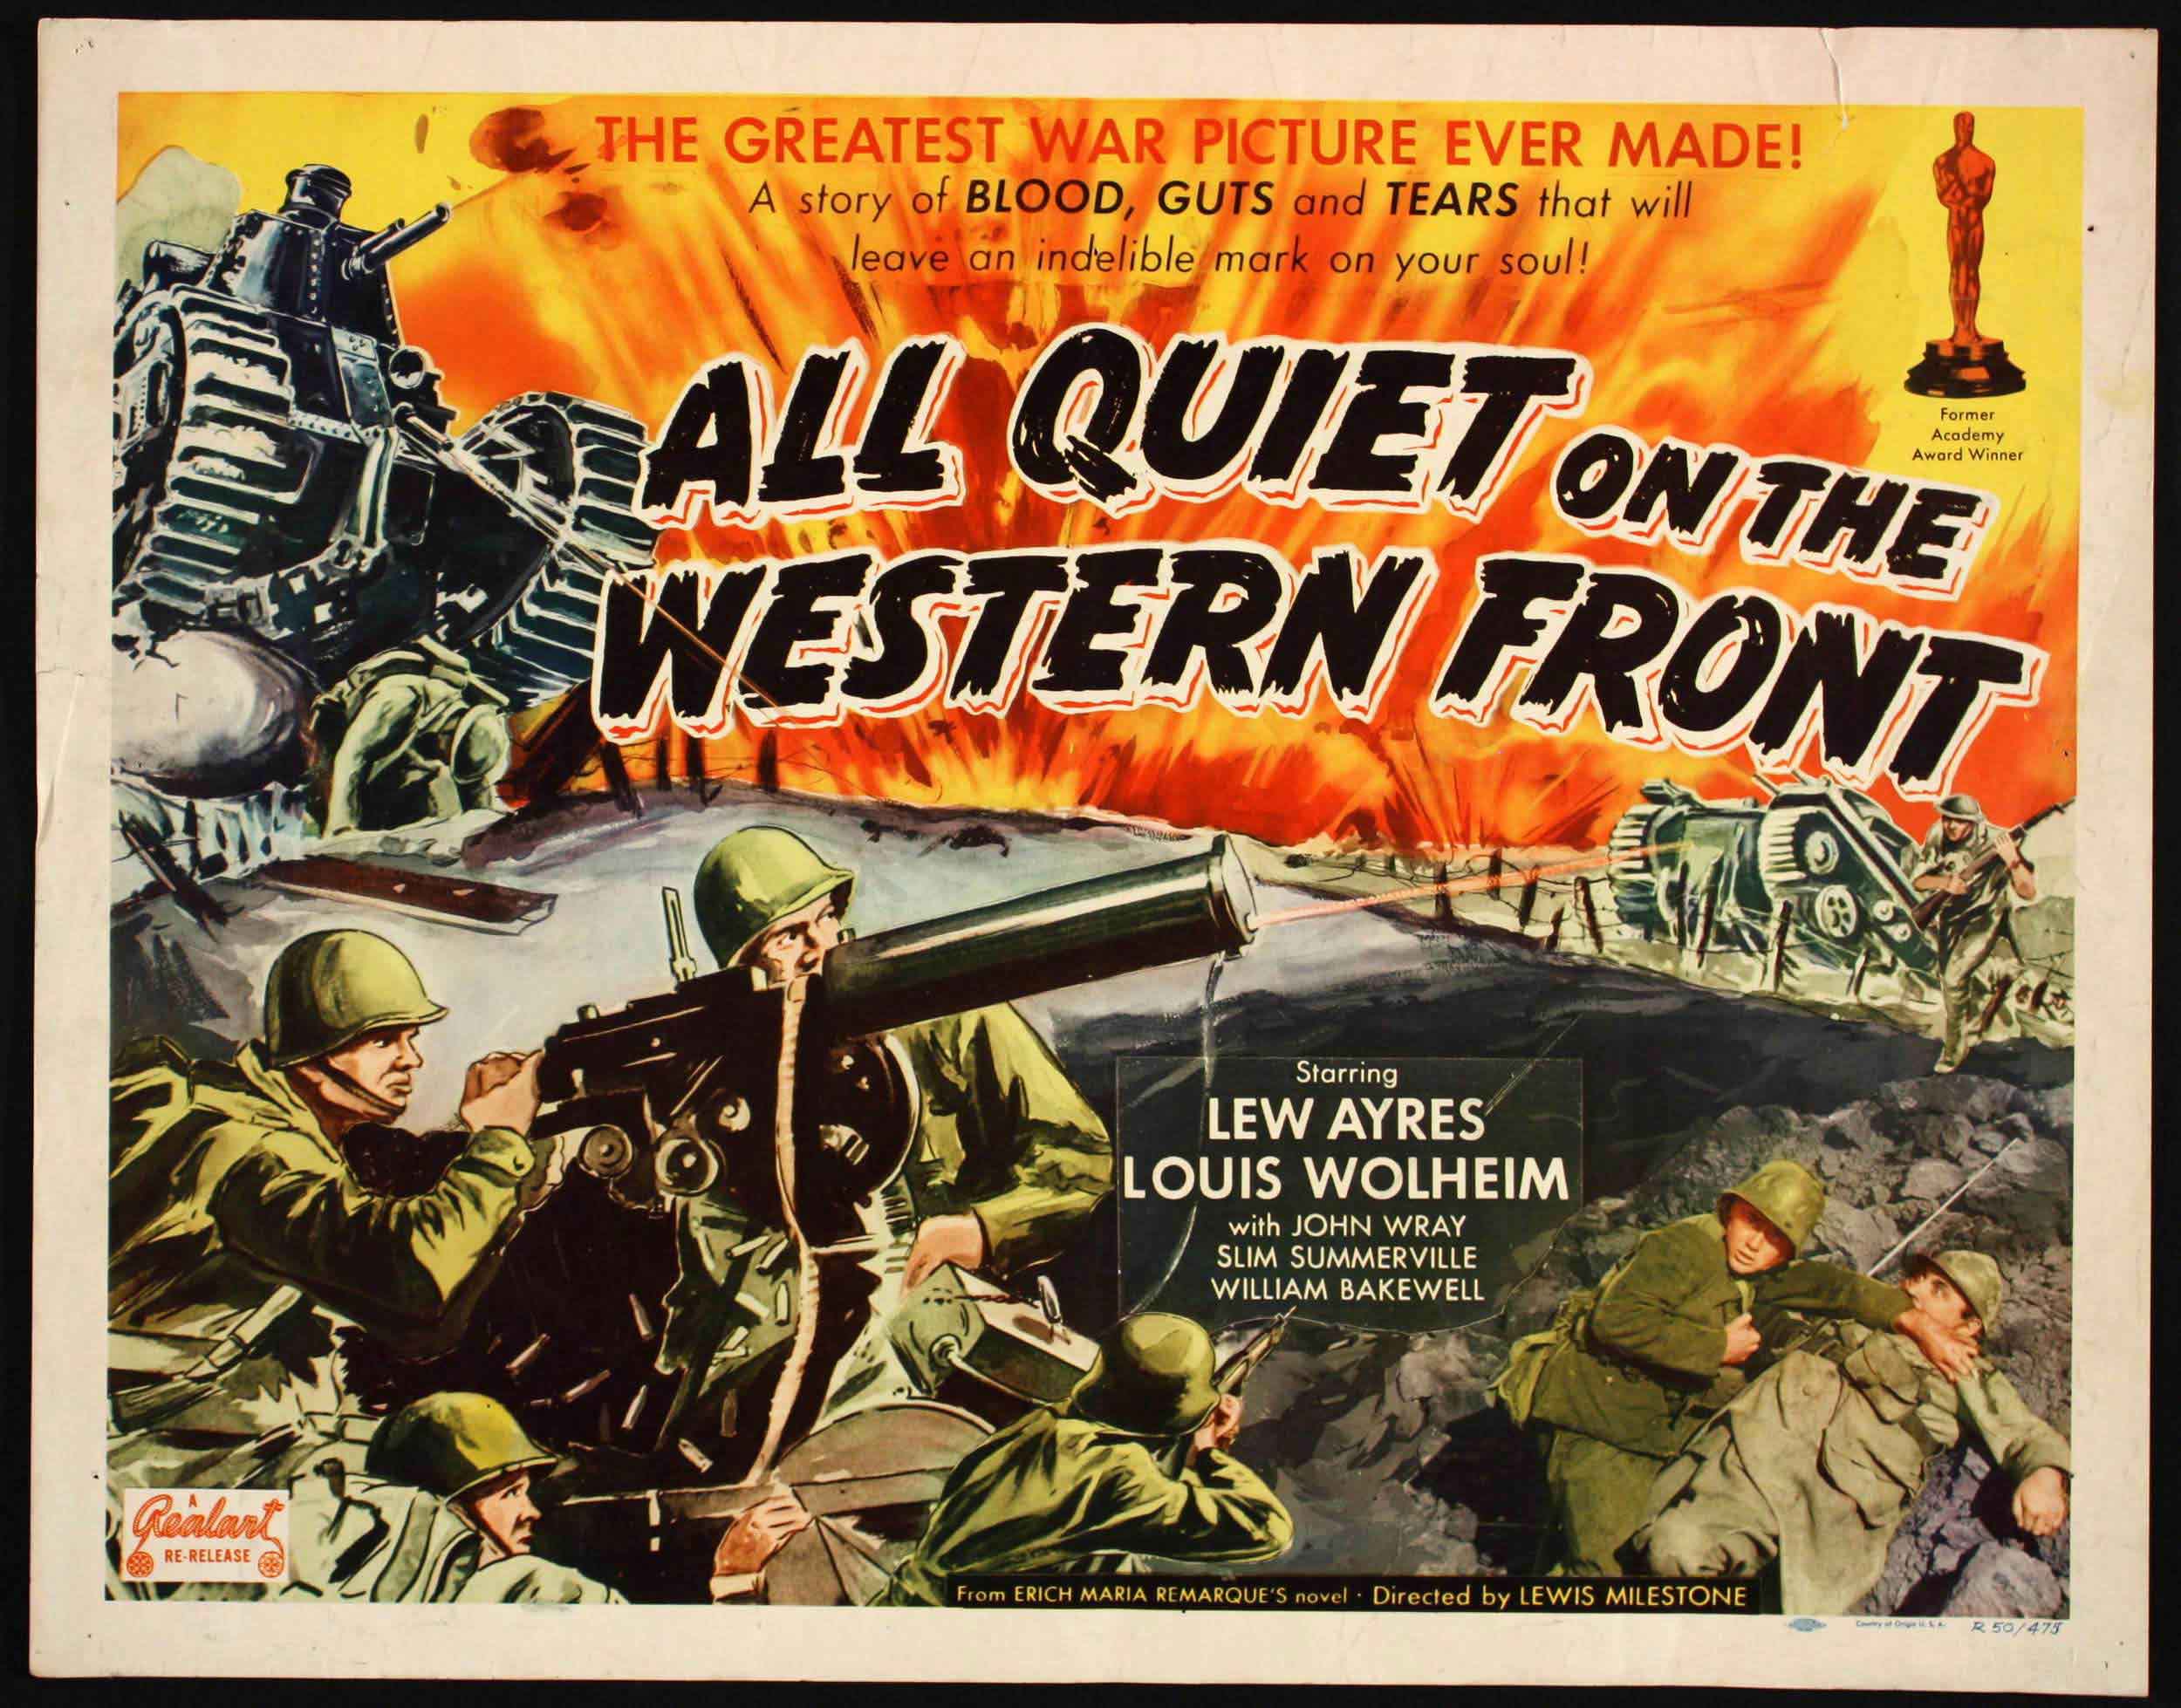 THE GREATEST WAR PICTURE EVER MADE!
A story of BLOOD, GUTS and TEARS that will
leave an indelible mark on your soul!
Former
Academy
Award Winner
ALL QUIET ON THE
WESTERN FRONT
Starring
LEW AYRES
LOUIS WOLHEIM
with JOHN WRAY
SLIM SUMMERVILLE
WILLIAM BAKEWELL
A
Realart
RE-RELEASE
From ERICH MARIA REMARQUE'S novel · Directed by LEWIS MILESTONE
Country of Origin U. S. A.
R 50/475